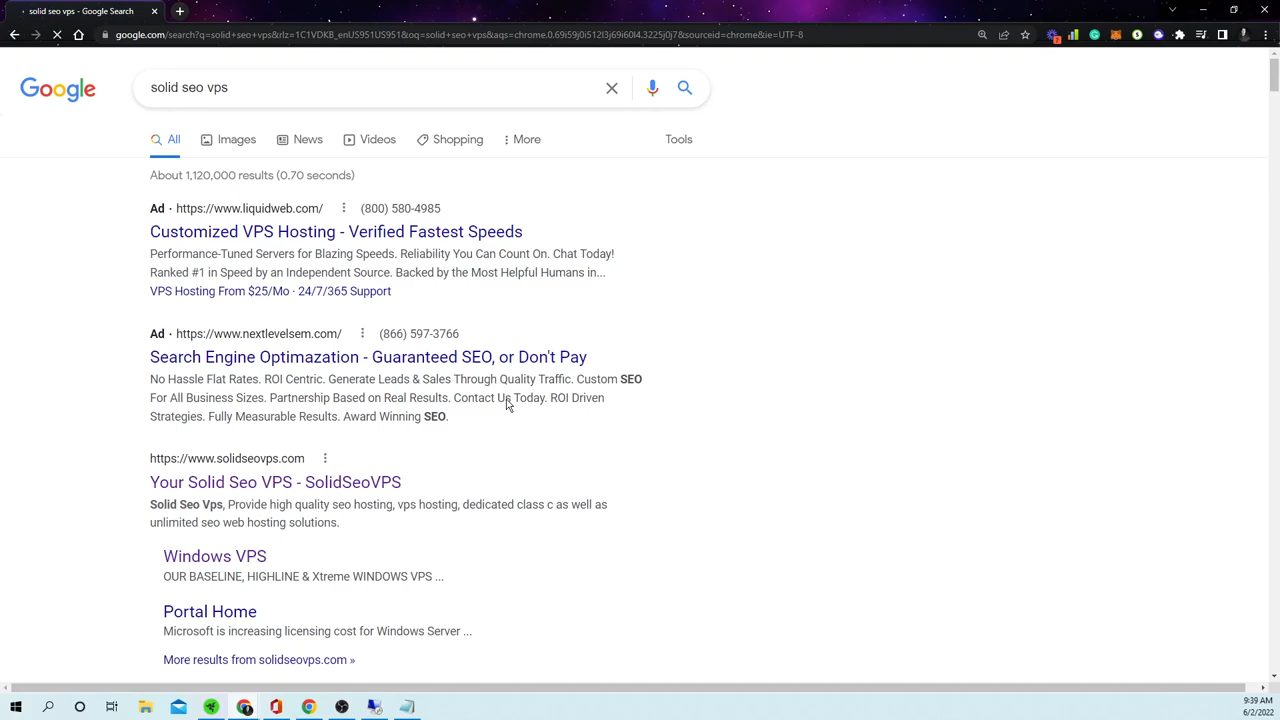 solid seo vps - Google Search
google.com/search?q=solid+seo+vps&rlz=1C1VDKB_enUS951US951&oq=solid+seo+vps&aqs=chrome.0.69i59j0i512l3j69i60l4.3225j0j7&sourceid=chrome&ie=UTF-8
Google
solid seo vps
All
Images
News
Videos
Shopping
More
Tools
About 1,120,000 results (0.70 seconds)
Ad · https://www.liquidweb.com/ (800) 580-4985
Customized VPS Hosting - Verified Fastest Speeds
Performance-Tuned Servers for Blazing Speeds. Reliability You Can Count On. Chat Today!
Ranked #1 in Speed by an Independent Source. Backed by the Most Helpful Humans in...
VPS Hosting From $25/Mo · 24/7/365 Support
Ad · https://www.nextlevelsem.com/ (866) 597-3766
Search Engine Optimazation - Guaranteed SEO, or Don't Pay
No Hassle Flat Rates. ROI Centric. Generate Leads & Sales Through Quality Traffic. Custom SEO
For All Business Sizes. Partnership Based on Real Results. Contact Us Today. ROI Driven
Strategies. Fully Measurable Results. Award Winning SEO.
https://www.solidseovps.com
Your Solid Seo VPS - SolidSeoVPS
Solid Seo Vps, Provide high quality seo hosting, vps hosting, dedicated class c as well as
unlimited seo web hosting solutions.
Windows VPS
OUR BASELINE, HIGHLINE & Xtreme WINDOWS VPS ...
Portal Home
Microsoft is increasing licensing cost for Windows Server ...
More results from solidseovps.com »
9:39 AM
6/2/2022